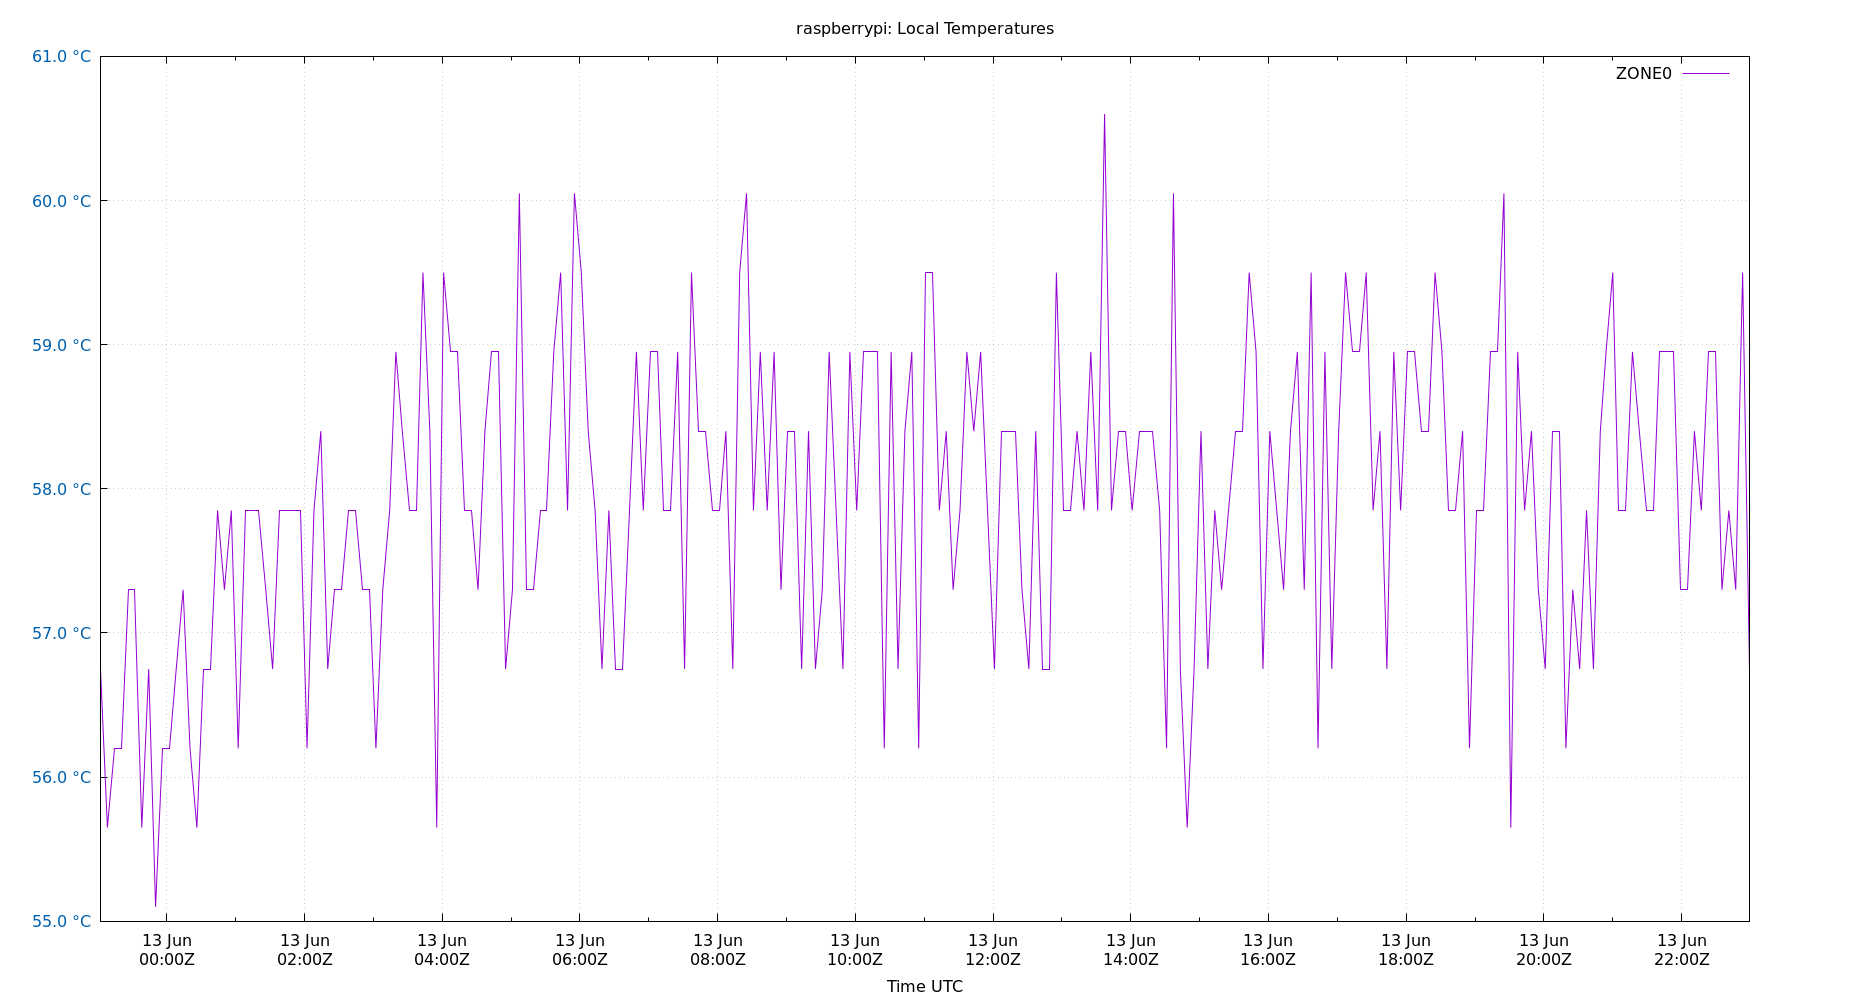 raspberrypi: Local Temperatures
61.0 °C
ZONE0
60.0 °C
59.0 °C
58.0 °C
57.0 °C
56.0 °C
55.0 °C
13 Jun 13 Jun 13 Jun 13 Jun 13 Jun 13 Jun 13 Jun 13 Jun 13 Jun 13 Jun 13 Jun 13 Jun
00:00Z 02:00Z 04:00Z 06:00Z 08:00Z 10:00Z 12:00Z 14:00Z 16:00Z 18:00Z 20:00Z 22:00Z
Time UTC